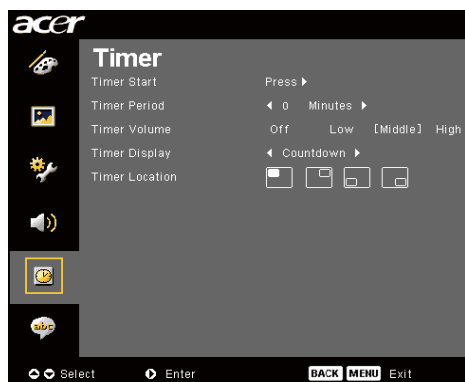 acer
Timer
Timer Start Press
Timer Period 0 Minutes
Timer Volume Off Low [Middle] High
Timer Display Countdown
Timer Location
abc
Select Enter BACK MENU Exit